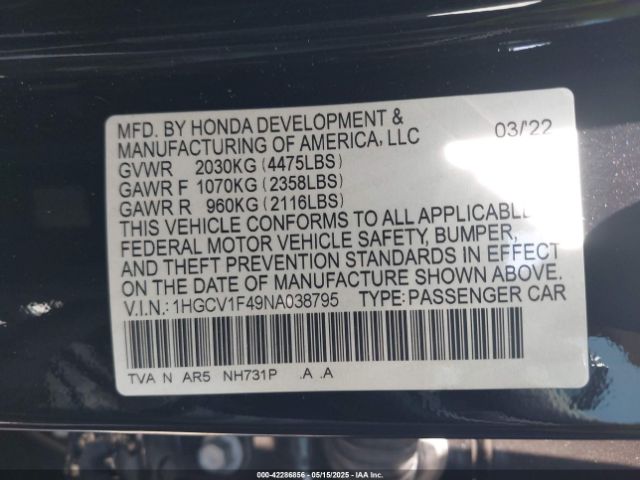 MFD. BY HONDA DEVELOPMENT & 03/'22
MANUFACTURING OF AMERICA, LLC
GVWR 2030KG (4475LBS)
GAWR F 1070KG (2358LBS)
GAWR R 960KG (2116LBS)
THIS VEHICLE CONFORMS TO ALL APPLICABLE
FEDERAL MOTOR VEHICLE SAFETY, BUMPER,
AND THEFT PREVENTION STANDARDS IN EFFECT
ON THE DATE OF MANUFACTURE SHOWN ABOVE.
V.I.N.: 1HGCV1F49NA038795 TYPE: PASSENGER CAR
TVA N AR5 NH731P .A .A
000-42286856 - 05/15/2025 - IAA Inc.